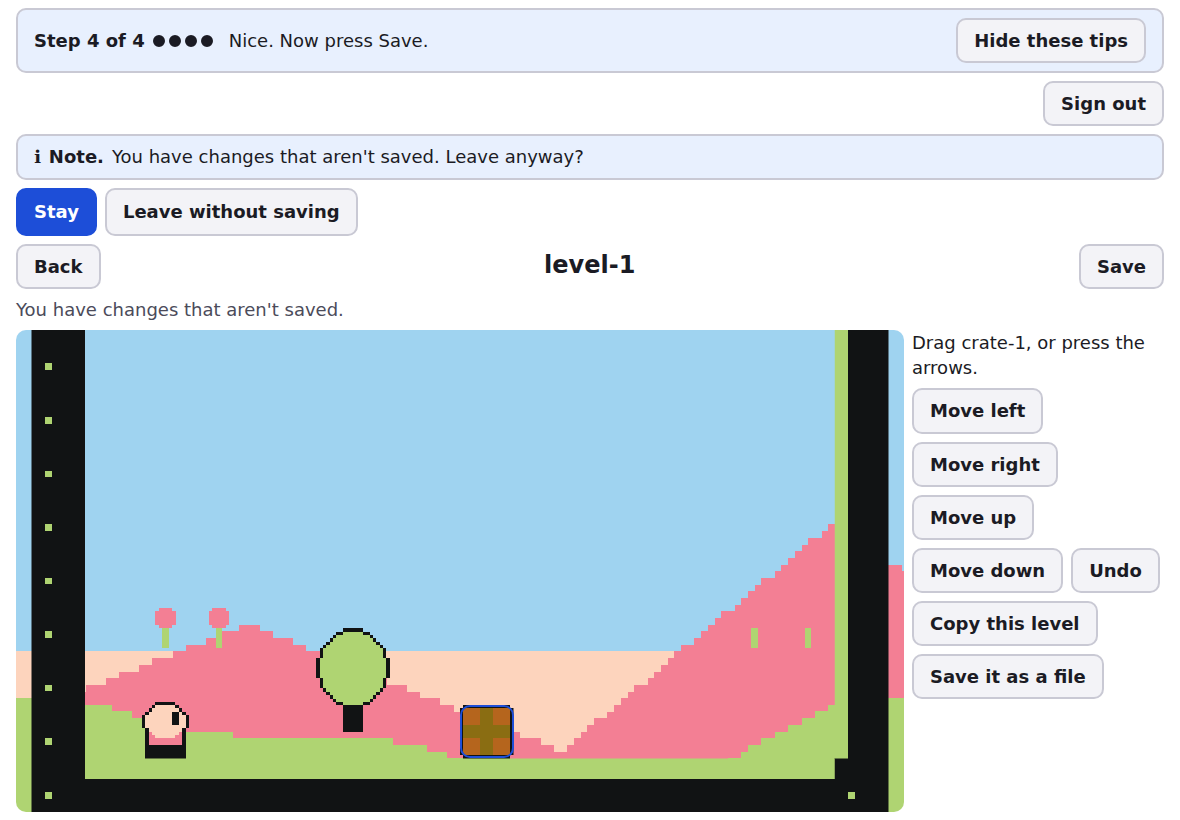 Step 4 of 4 Nice. Now press Save.
Hide these tips
Sign out
i Note. You have changes that aren't saved. Leave anyway?
Stay
Leave without saving
Back
level-1
Save
You have changes that aren't saved.
Drag crate-1, or press the
arrows.
Move left
Move right
Move up
Move down
Undo
Copy this level
Save it as a file